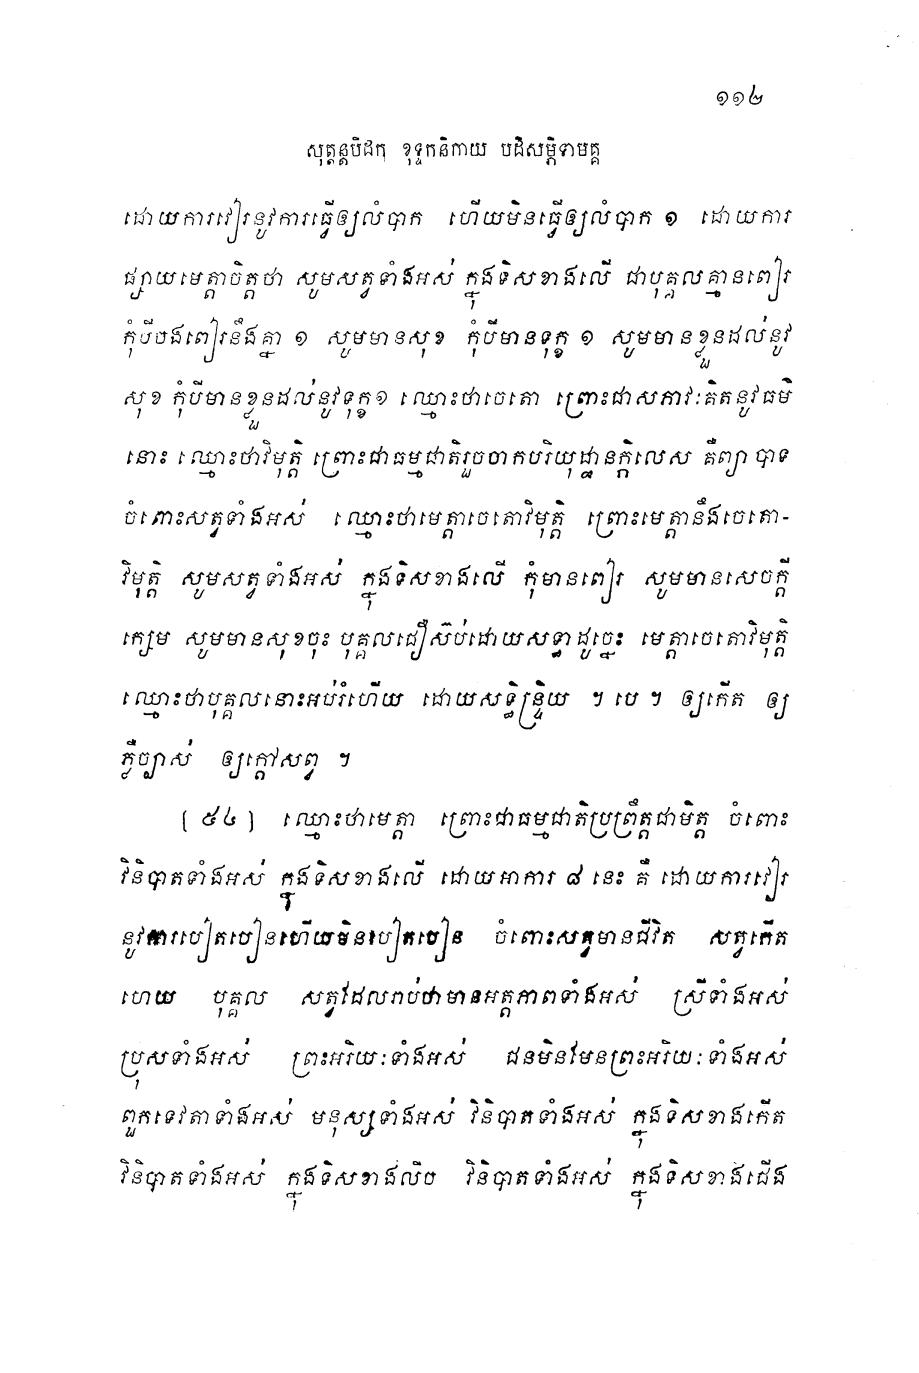 ១១២
សុត្តន្តបិដក ខុទ្ទកនិកាយ បដិសម្ភិទាមគ្គ
ដោយការវៀរនូវការធ្វើឲ្យលំបាក ហើយមិនធ្វើឲ្យលំបាក ១ ដោយការ
ផ្សាយមេត្តាចិត្តថា សូមសត្វទាំងអស់ ក្នុងទិសខាងលើ ជាបុគ្គលគ្មានពៀរ
កុំបីចងពៀរនឹងគ្នា ១ សូមមានសុខ កុំបីមានទុក្ខ ១ សូមមានខ្លួនដល់នូវ
សុខ កុំបីមានខ្លួនដល់នូវទុក្ខ១ ឈ្មោះថាចេតោ ព្រោះជាសភាវៈគិតនូវធម៌
នោះ ឈ្មោះថាវិមុត្តិ ព្រោះជាធម្មជាតិរួចចាកបរិយុដ្ឋានក្កិលេស គឺព្យាបាទ
ចំពោះសត្វទាំងអស់ ឈ្មោះថាមេត្តាចេតោវិមុត្តិ ព្រោះមេត្តានឹងចេតោ-
វិមុត្តិ សូមសត្វទាំងអស់ ក្នុងទិសខាងលើ កុំមានពៀរ សូមមានសេចក្តី
ក្សេម សូមមានសុខចុះ បុគ្គលជឿស៊ប់ដោយសទ្ធាដូច្នេះ មេត្តាចេតោវិមុត្តិ
ឈ្មោះថាបុគ្គលនោះអប់រំហើយ ដោយសទ្ធិន្ទ្រិយ ។ បេ ។ ឲ្យកើត ឲ្យ
ភ្លឺច្បាស់ ឲ្យក្តៅសព្វ ។
[ ៥៤ ] ឈ្មោះថាមេត្តា ព្រោះជាធម្មជាតិប្រព្រឹត្តជាមិត្ត ចំពោះ
វិនិបាតទាំងអស់ ក្នុងទិសខាងលើ ដោយអាការ ៨ នេះ គឺ ដោយការវៀរ
នូវការបៀតបៀនហើយមិនបៀតបៀន ចំពោះសត្វមានជីវិត សត្វកើត
ហើយ បុគ្គល សត្វដែលរាប់ថាមានអត្តភាពទាំងអស់ ស្រីទាំងអស់
ប្រុសទាំងអស់ ព្រះអរិយៈទាំងអស់ ជនមិនមែនព្រះអរិយៈទាំងអស់
ពួកទេវតាទាំងអស់ មនុស្សទាំងអស់ វិនិបាតទាំងអស់ ក្នុងទិសខាងកើត
វិនិបាតទាំងអស់ ក្នុងទិសខាងលិច វិនិបាតទាំងអស់ ក្នុងទិសខាងជើង